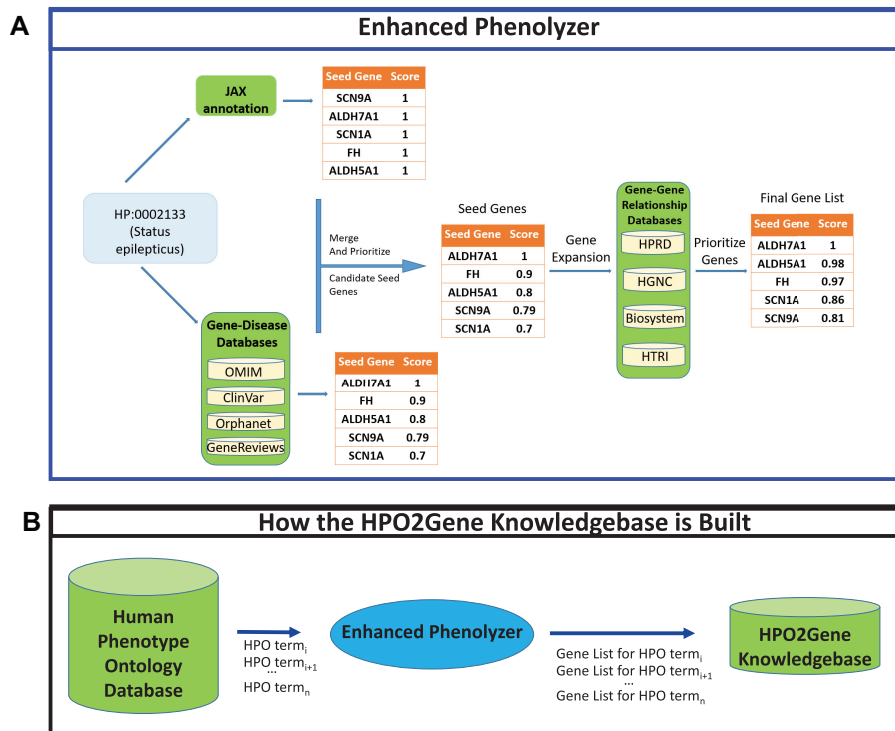 A
Enhanced Phenolyzer
JAX
annotation
Seed Gene Score
SCN9A 1
ALDH7A1 1
SCN1A 1
FH 1
ALDH5A1 1
HP:0002133
(Status
epilepticus)
Merge
And Prioritize
Candidate Seed
Genes
Gene-Disease
Databases
OMIM
ClinVar
Orphanet
GeneReviews
Seed Gene Score
ALDH7A1 1
FH 0.9
ALDH5A1 0.8
SCN9A 0.79
SCN1A 0.7
Seed Genes
Seed Gene Score
ALDH7A1 1
FH 0.9
ALDH5A1 0.8
SCN9A 0.79
SCN1A 0.7
Gene
Expansion
Gene-Gene
Relationship
Databases
HPRD
HGNC
Biosystem
HTRI
Prioritize
Genes
Final Gene List
Seed Gene Score
ALDH7A1 1
ALDH5A1 0.98
FH 0.97
SCN1A 0.86
SCN9A 0.81
B
How the HPO2Gene Knowledgebase is Built
Human
Phenotype
Ontology
Database
HPO termi
HPO termi+1
...
HPO termn
Enhanced Phenolyzer
Gene List for HPO termi
Gene List for HPO termi+1
...
Gene List for HPO termn
HPO2Gene
Knowledgebase